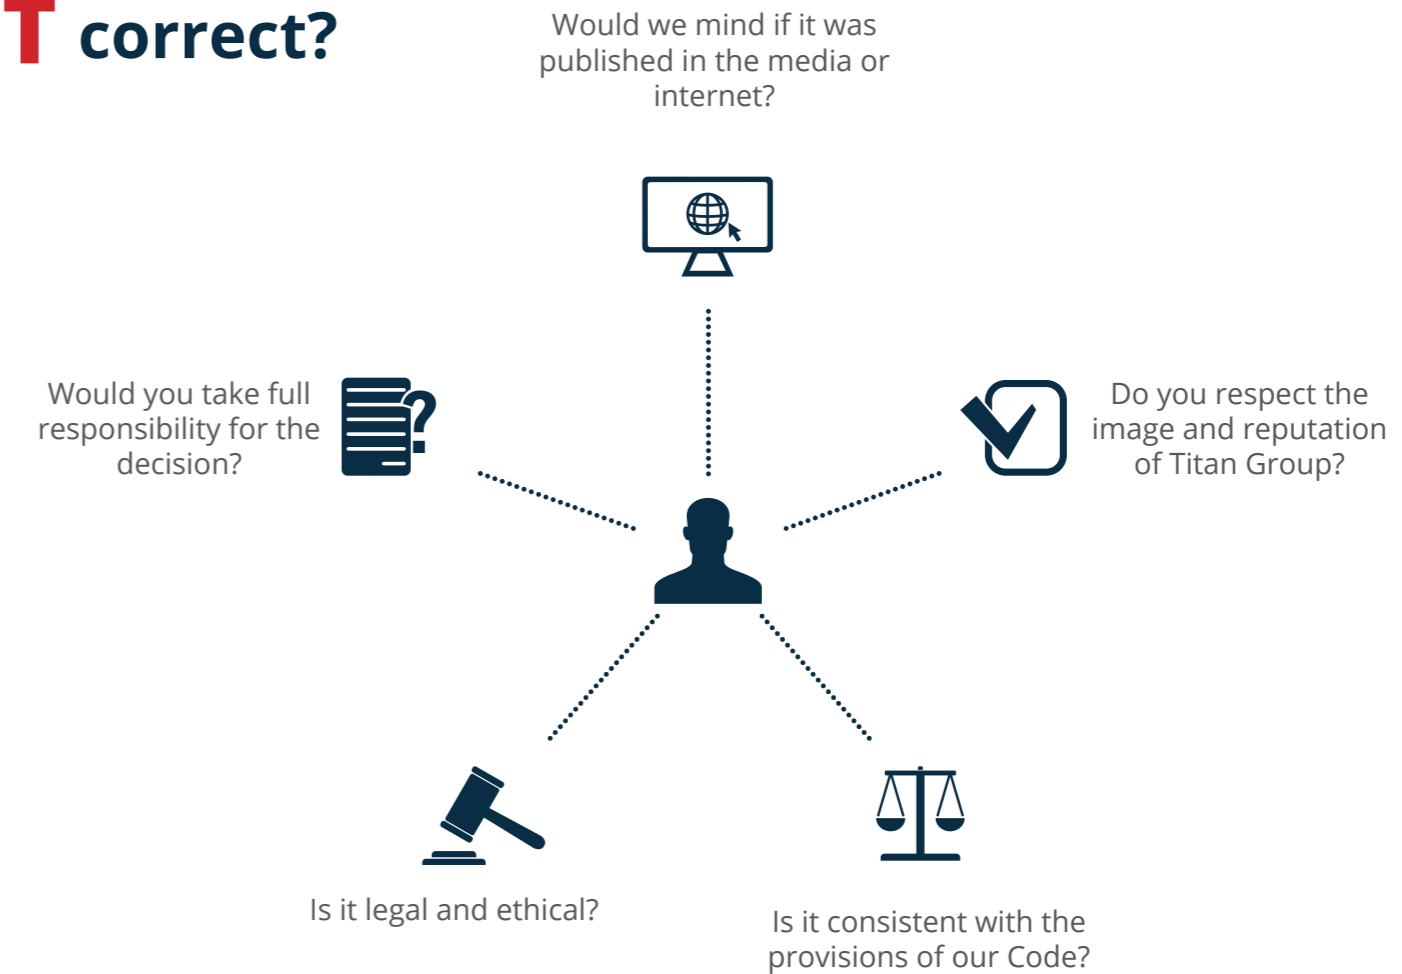 T correct?
Would we mind if it was
published in the media or
internet?
Would you take full
responsibility for the
decision?
?
Do you respect the
image and reputation
of Titan Group?
Is it legal and ethical?
Is it consistent with the
provisions of our Code?